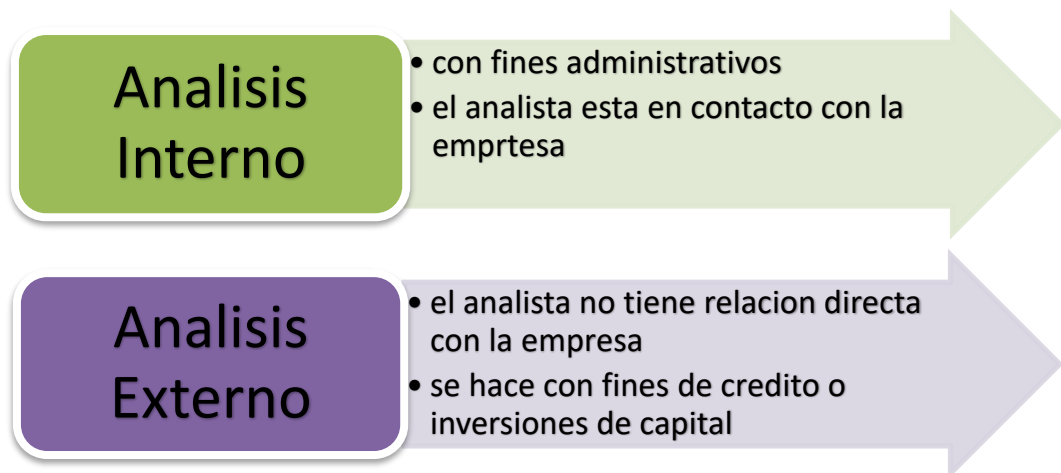 Analisis
Interno
• con fines administrativos
• el analista esta en contacto con la
emprtesa
Analisis
Externo
• el analista no tiene relacion directa
con la empresa
• se hace con fines de credito o
inversiones de capital